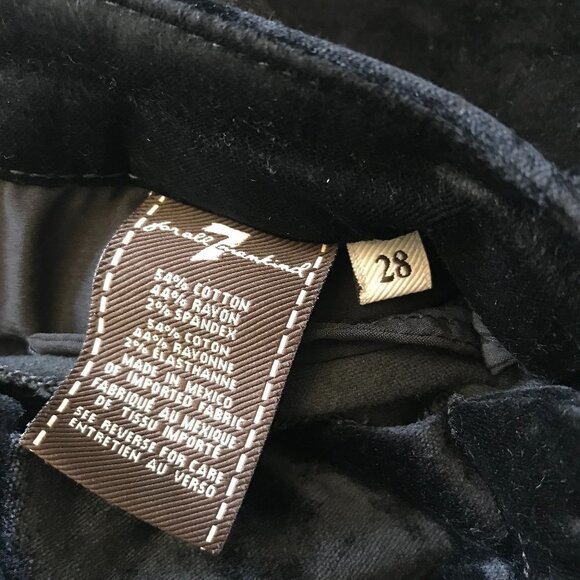 7
for all mankind
54% COTTON
44% RAYON
2% SPANDEX
54% COTON
44% RAYONNE
2% ELASTHANNE
MADE IN MEXICO
OF IMPORTED FABRIC
FABRIQUÉ AU MEXIQUE
DE TISSU IMPORTÉ
SEE REVERSE FOR CARE
ENTRETIEN AU VERSO
28